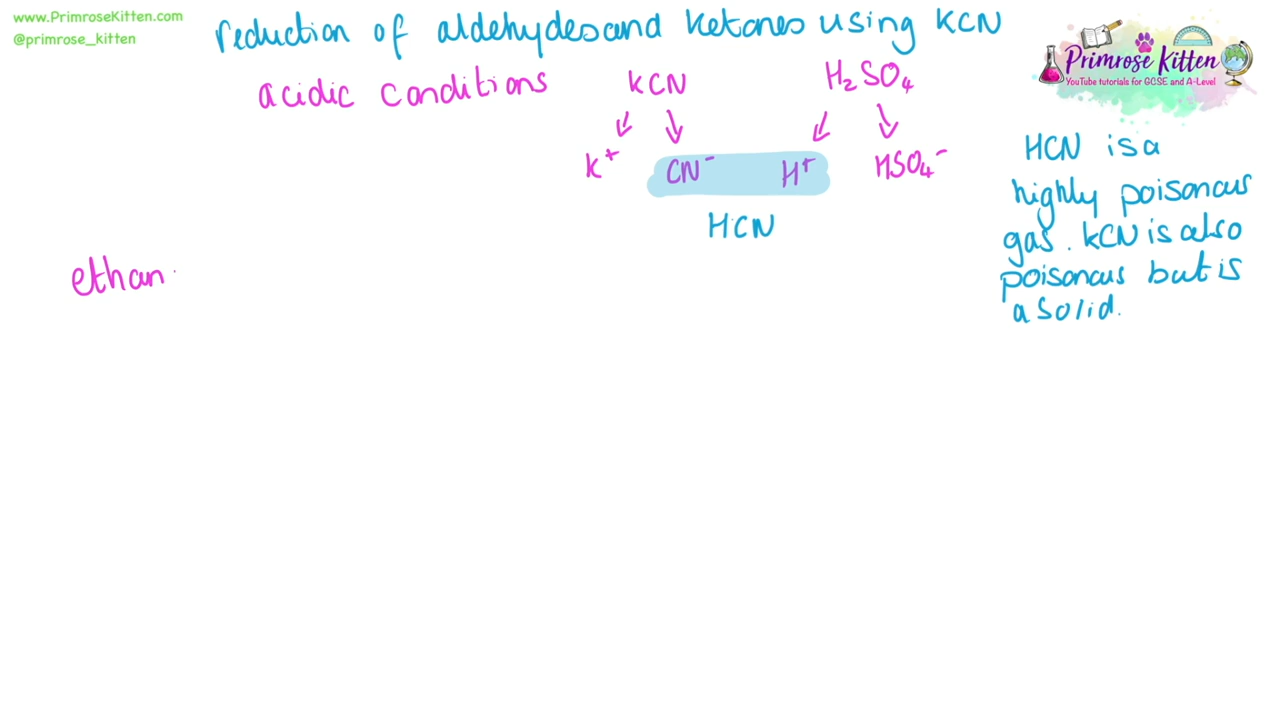 www.PrimroseKitten.com
@primrose_kitten
reduction of aldehydes and ketones using KCN
Primrose Kitten
YouTube tutorials for GCSE and A-Level
acidic conditions
KCN
H₂SO₄
K⁺
CN⁻
H⁺
HSO₄⁻
HCN
HCN is a
highly poisonous
gas. KCN is also
poisonous but is
a solid.
ethan